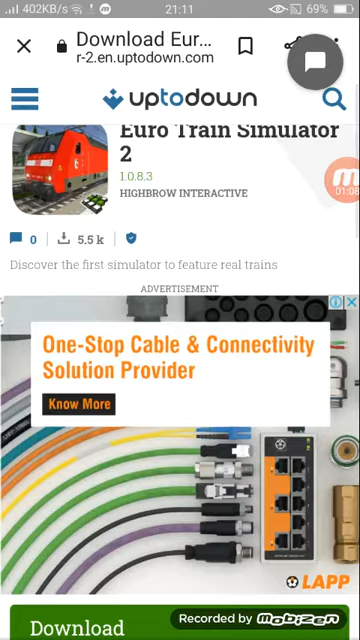 402KB/s
21:11
69%
Download Eur...
r-2.en.uptodown.com
uptodown
Euro Train Simulator
2
1.0.8.3
HIGHBROW INTERACTIVE
01:08
0
5.5 k
Discover the first simulator to feature real trains
ADVERTISEMENT
One-Stop Cable & Connectivity
Solution Provider
Know More
LAPP
Download
Recorded by Mobizen